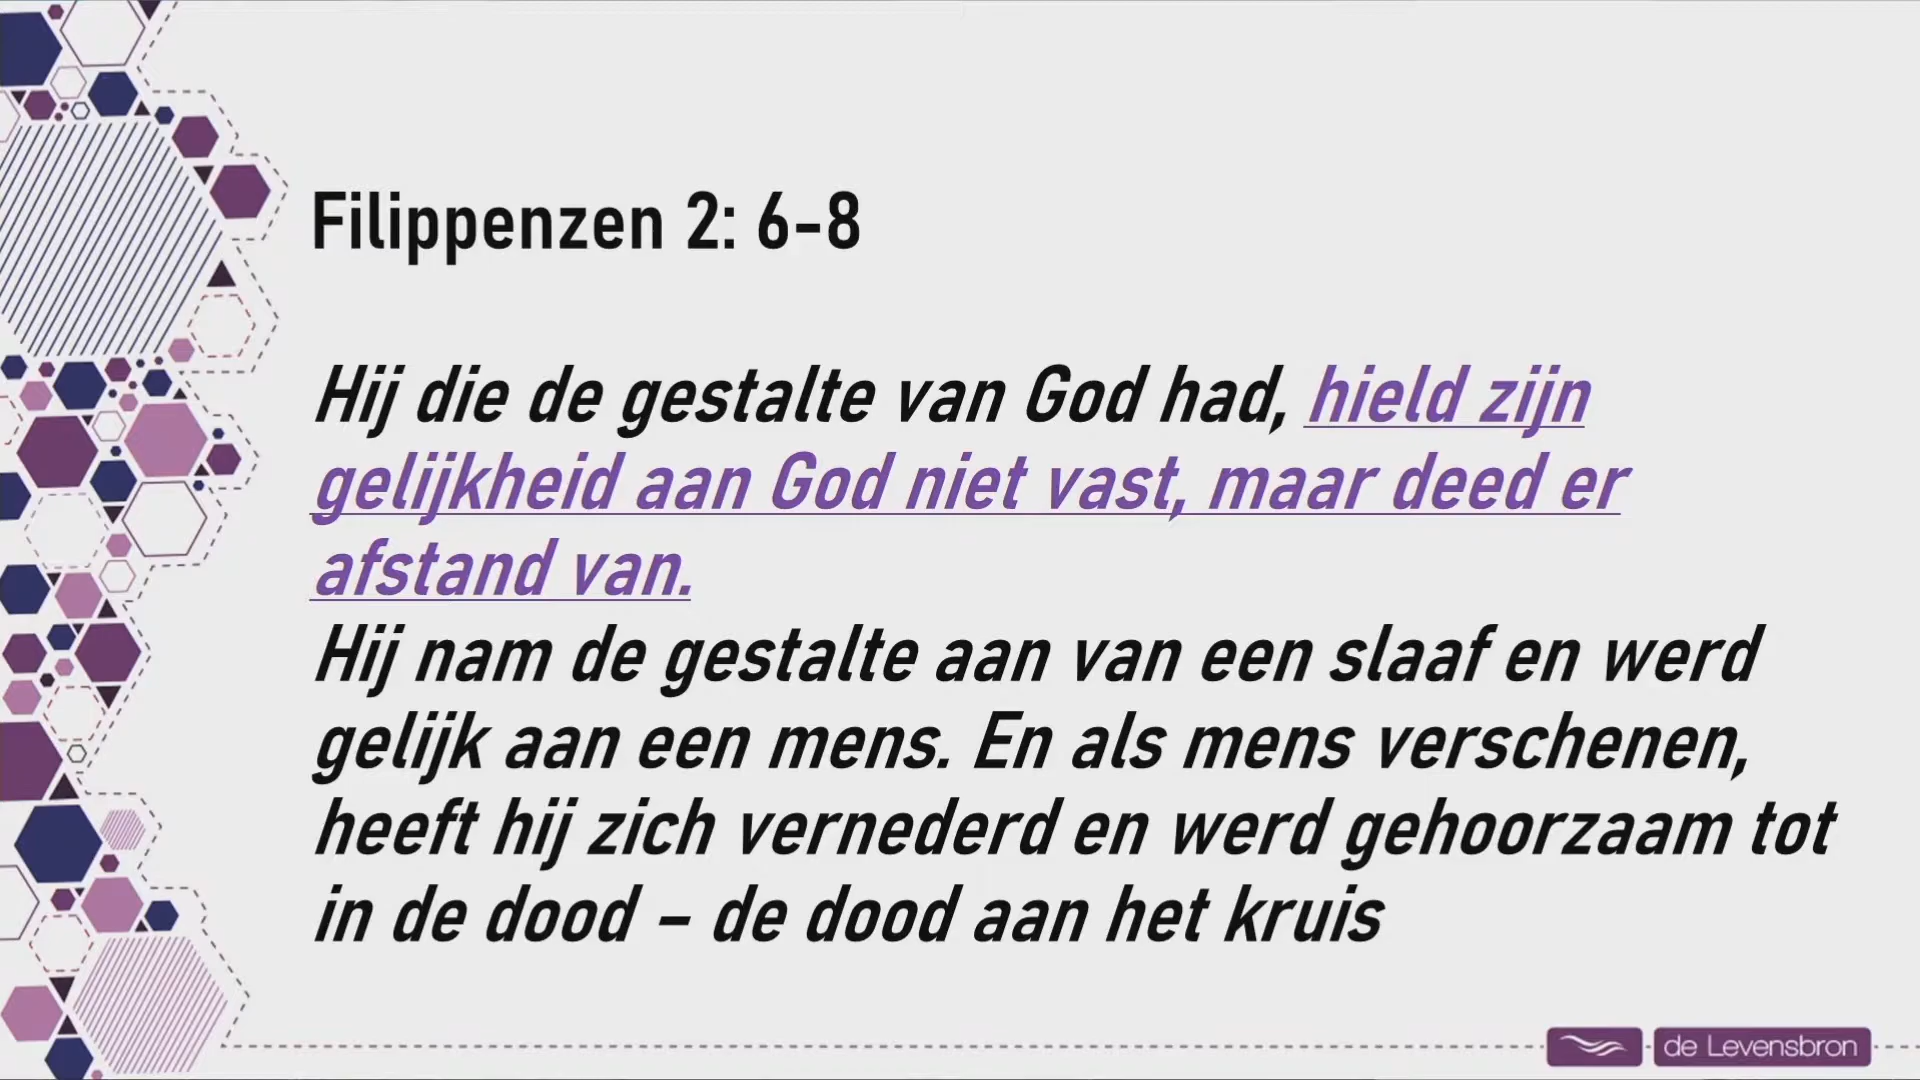 Filippenzen 2: 6-8
Hij die de gestalte van God had, hield zijn
gelijkheid aan God niet vast, maar deed er
afstand van.
Hij nam de gestalte aan van een slaaf en werd
gelijk aan een mens. En als mens verschenen,
heeft hij zich vernederd en werd gehoorzaam tot
in de dood – de dood aan het kruis
de Levensbron